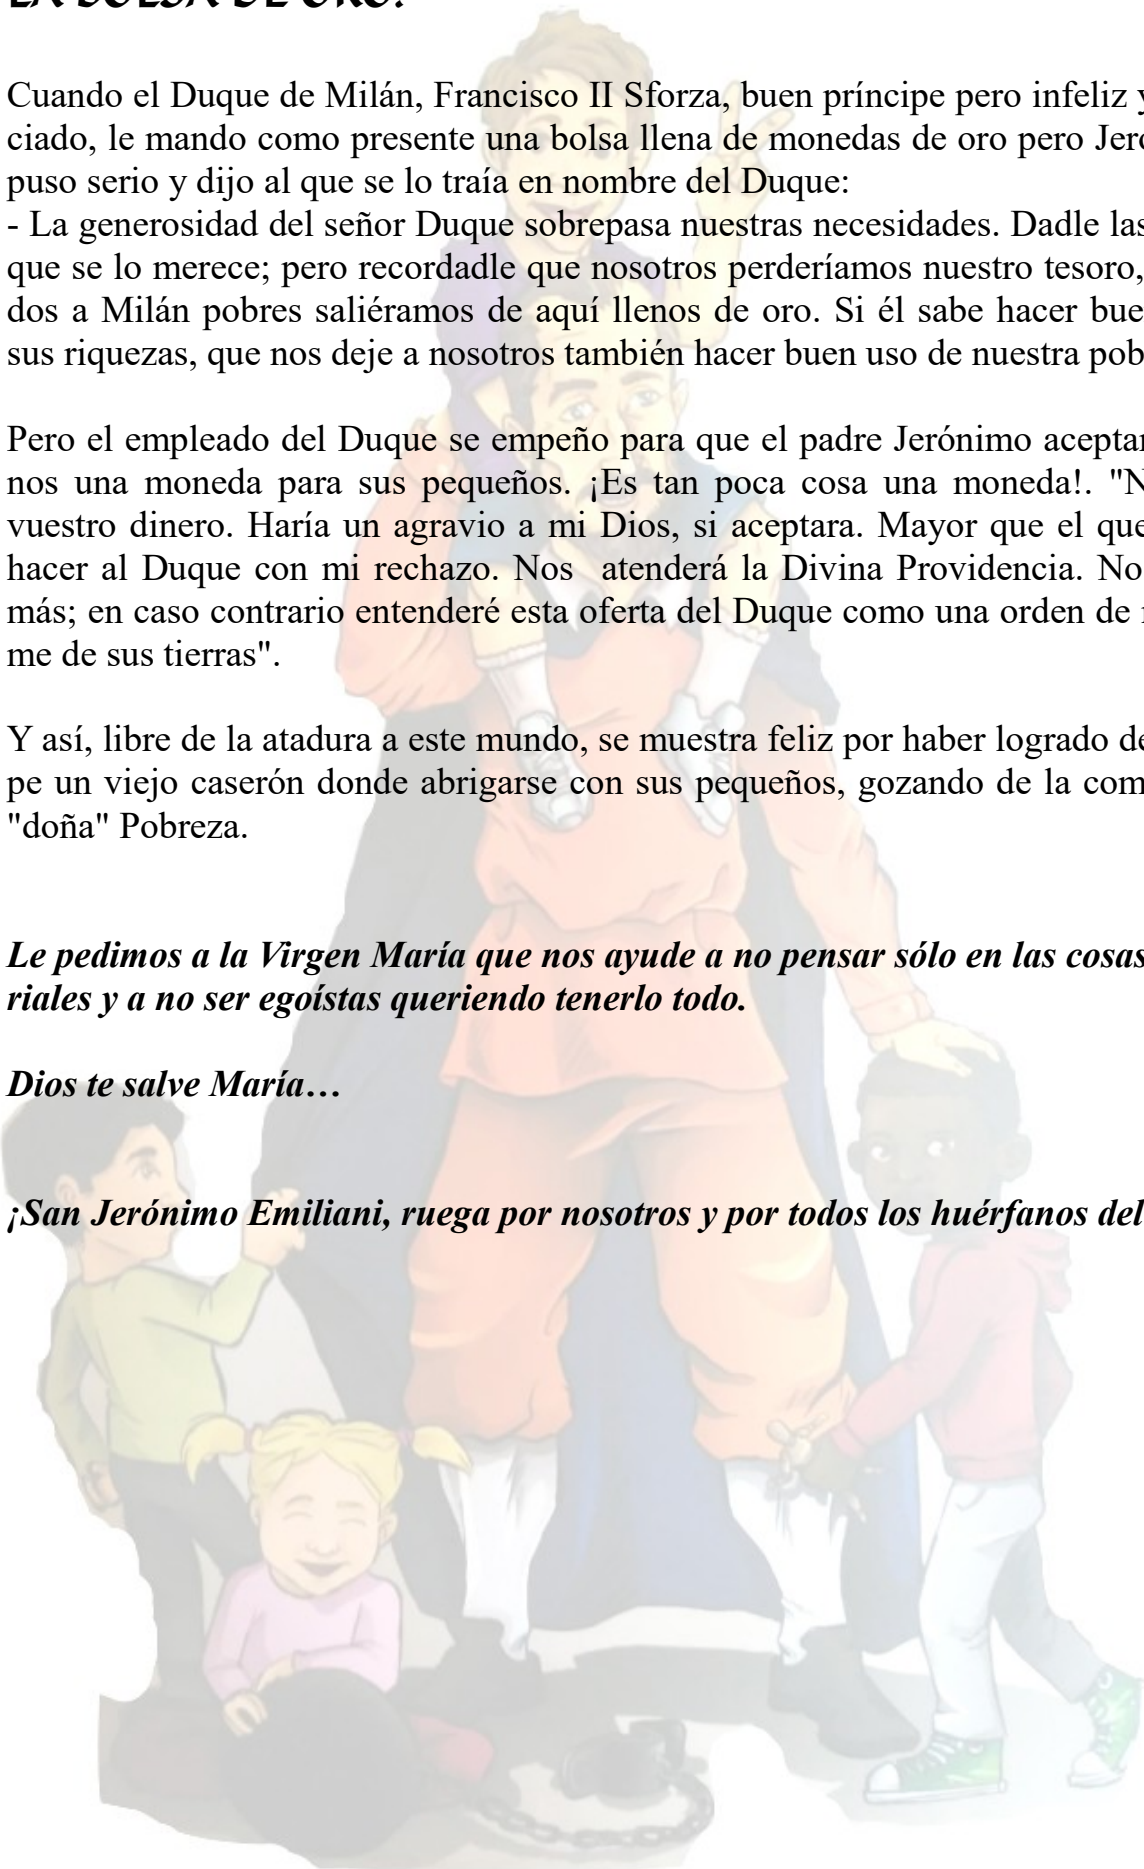 LA BOLSA DE ORO.
Cuando el Duque de Milán, Francisco II Sforza, buen príncipe pero infeliz y
ciado, le mando como presente una bolsa llena de monedas de oro pero Jeró
puso serio y dijo al que se lo traía en nombre del Duque:
- La generosidad del señor Duque sobrepasa nuestras necesidades. Dadle las
que se lo merece; pero recordadle que nosotros perderíamos nuestro tesoro,
dos a Milán pobres saliéramos de aquí llenos de oro. Si él sabe hacer bue
sus riquezas, que nos deje a nosotros también hacer buen uso de nuestra pob
Pero el empleado del Duque se empeño para que el padre Jerónimo aceptar
nos una moneda para sus pequeños. ¡Es tan poca cosa una moneda!. "N
vuestro dinero. Haría un agravio a mi Dios, si aceptara. Mayor que el que
hacer al Duque con mi rechazo. Nos atenderá la Divina Providencia. No
más; en caso contrario entenderé esta oferta del Duque como una orden de
me de sus tierras".
Y así, libre de la atadura a este mundo, se muestra feliz por haber logrado de
pe un viejo caserón donde abrigarse con sus pequeños, gozando de la com
"doña" Pobreza.
Le pedimos a la Virgen María que nos ayude a no pensar sólo en las cosas
riales y a no ser egoístas queriendo tenerlo todo.
Dios te salve María…
¡San Jerónimo Emiliani, ruega por nosotros y por todos los huérfanos del